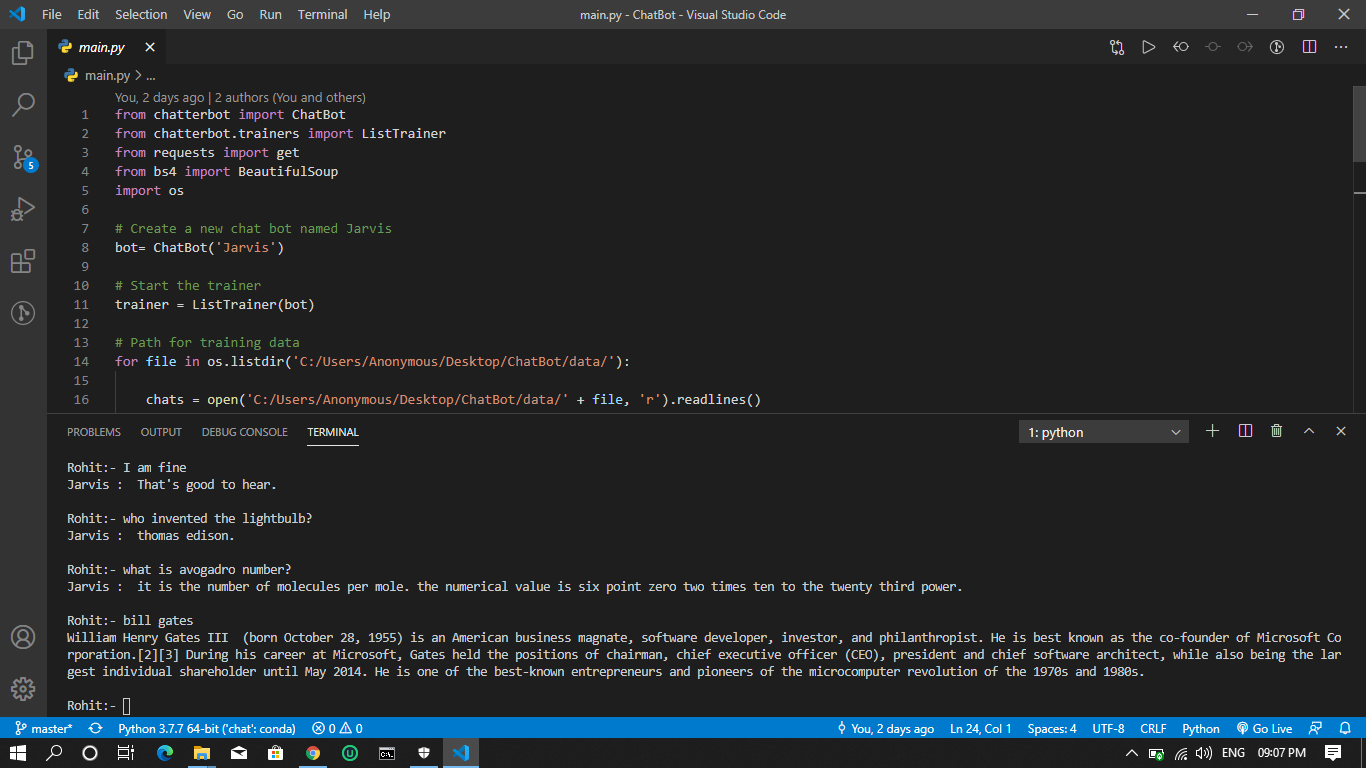 File Edit Selection View Go Run Terminal Help main.py - ChatBot - Visual Studio Code
main.py
main.py > ...
You, 2 days ago | 2 authors (You and others)
1 from chatterbot import ChatBot
2 from chatterbot.trainers import ListTrainer
3 from requests import get
4 from bs4 import BeautifulSoup
5 import os
6
7 # Create a new chat bot named Jarvis
8 bot= ChatBot('Jarvis')
9
10 # Start the trainer
11 trainer = ListTrainer(bot)
12
13 # Path for training data
14 for file in os.listdir('C:/Users/Anonymous/Desktop/ChatBot/data/'):
15
16 chats = open('C:/Users/Anonymous/Desktop/ChatBot/data/' + file, 'r').readlines()
5
PROBLEMS OUTPUT DEBUG CONSOLE TERMINAL 1: python
Rohit:- I am fine
Jarvis :  That's good to hear.
Rohit:- who invented the lightbulb?
Jarvis :  thomas edison.
Rohit:- what is avogadro number?
Jarvis :  it is the number of molecules per mole. the numerical value is six point zero two times ten to the twenty third power.
Rohit:- bill gates
William Henry Gates III  (born October 28, 1955) is an American business magnate, software developer, investor, and philanthropist. He is best known as the co-founder of Microsoft Co
rporation.[2][3] During his career at Microsoft, Gates held the positions of chairman, chief executive officer (CEO), president and chief software architect, while also being the lar
gest individual shareholder until May 2014. He is one of the best-known entrepreneurs and pioneers of the microcomputer revolution of the 1970s and 1980s.
Rohit:-
master* Python 3.7.7 64-bit ('chat': conda) 0 0 You, 2 days ago Ln 24, Col 1 Spaces: 4 UTF-8 CRLF Python Go Live
ENG 09:07 PM